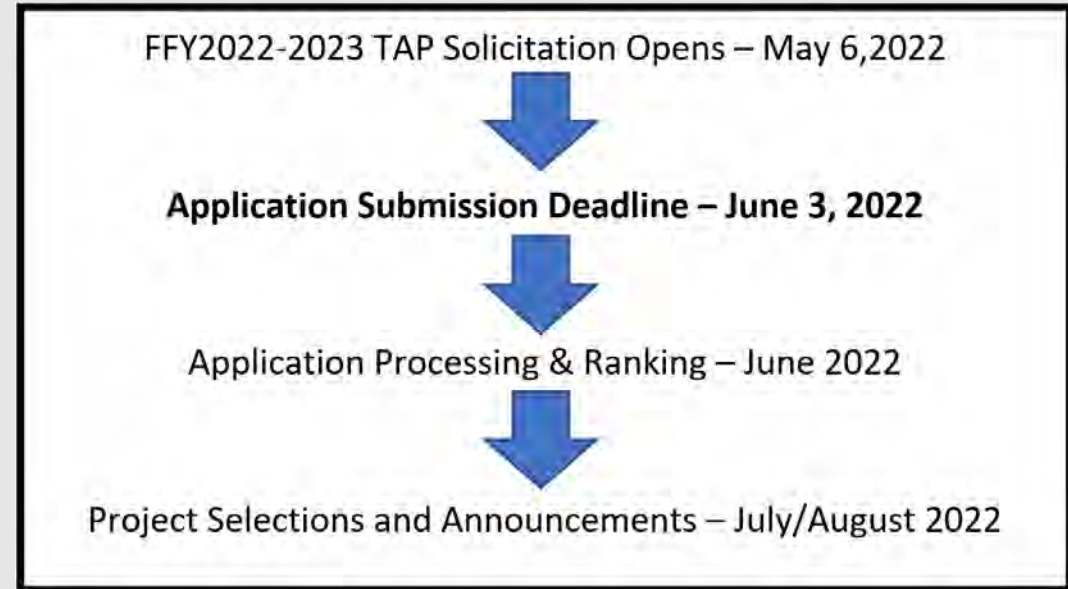 FFY2022-2023 TAP Solicitation Opens – May 6,2022
Application Submission Deadline – June 3, 2022
Application Processing & Ranking – June 2022
Project Selections and Announcements – July/August 2022